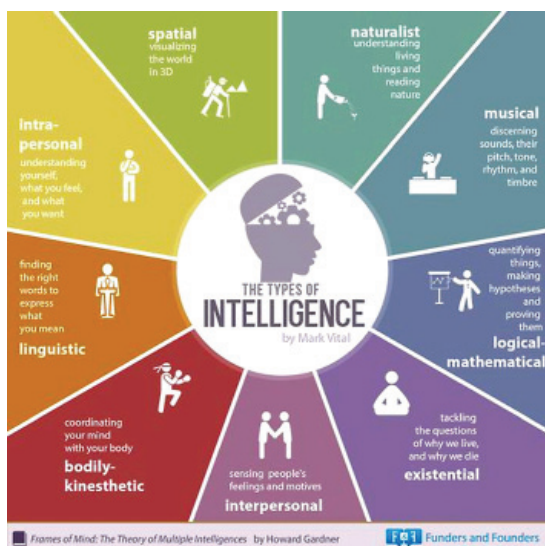 spatial
visualizing
the world
in 3D
naturalist
understanding
living
things and
reading
nature
musical
discerning
sounds, their
pitch, tone,
rhythm, and
timbre
quantifying
things,
making
hypotheses
and
proving
them
logical-
mathematical
tackling
the questions
of why we live,
and why we die
existential
sensing people's
feelings and motives
interpersonal
coordinating
your mind
with your body
bodily-
kinesthetic
finding
the right
words to
express
what
you mean
linguistic
intra-
personal
understanding
yourself,
what you feel,
and what
you want
THE TYPES OF
INTELLIGENCE
by Mark Vital
Frames of Mind: The Theory of Multiple Intelligences by Howard Gardner
F&F Funders and Founders